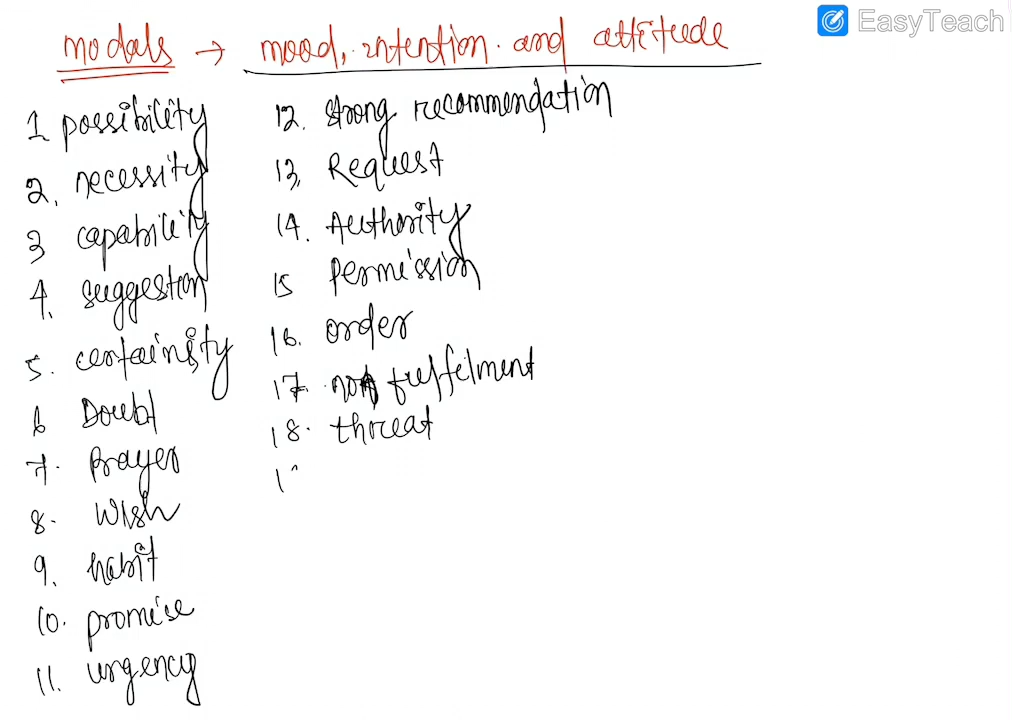 EasyTeach
modals → mood, intention and attitude
1 possibility
2. necessity
3 capability
4. suggestion
5. certainity
6 Doubt
7. Prayer
8. Wish
9. habit
10. promise
11. urgency
12. strong recommendation
13. Request
14. Authority
15 Permission
16. order
17. not fulfilment
18. threat
1